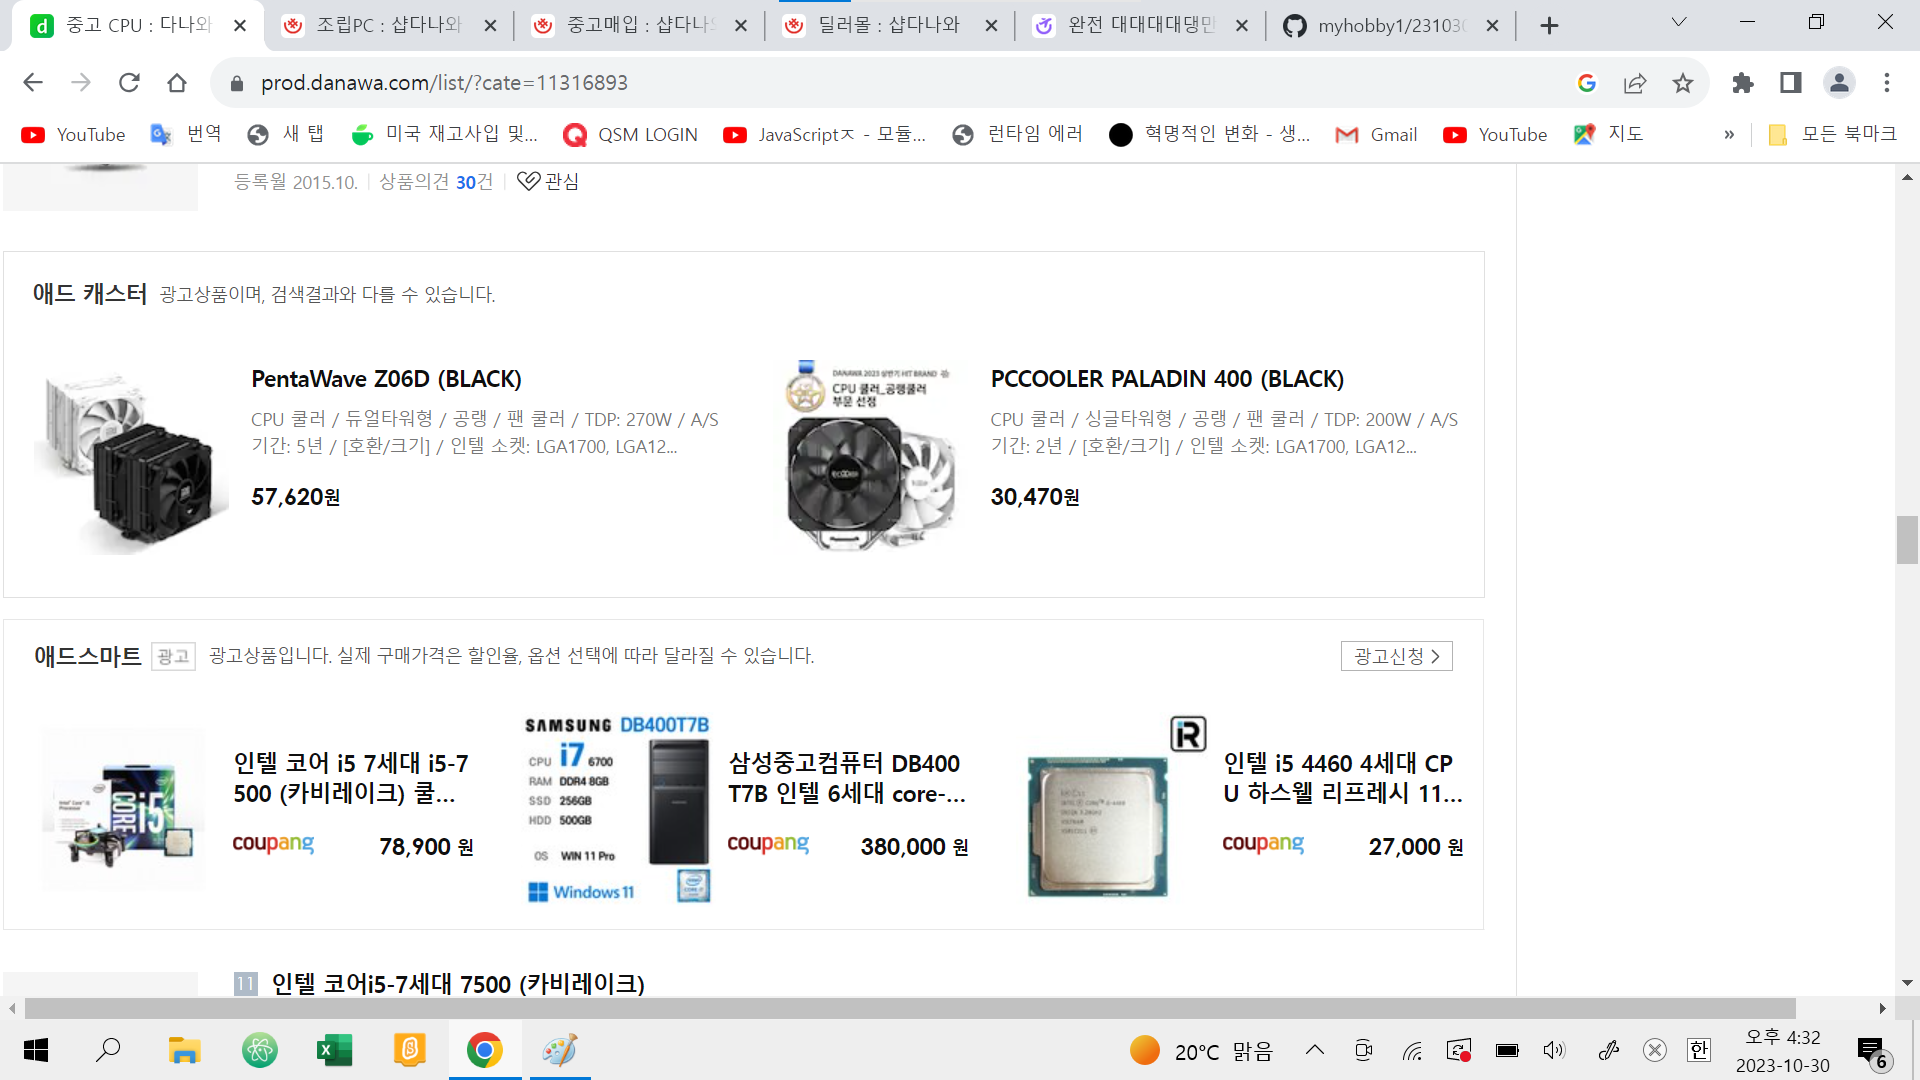 중고 CPU : 다나와
조립PC : 샵다나와
중고매입 : 샵다나와
딜러몰 : 샵다나와
완전 대대대대댕만
myhobby1/23103
prod.danawa.com/list/?cate=11316893
YouTube
번역
새 탭
미국 재고사입 및...
QSM LOGIN
JavaScriptㅈ - 모듈...
런타임 에러
혁명적인 변화 - 생...
Gmail
YouTube
지도
»
모든 북마크
등록월 2015.10. 상품의견 30건 관심
애드 캐스터 광고상품이며, 검색결과와 다를 수 있습니다.
PentaWave Z06D (BLACK)
CPU 쿨러 / 듀얼타워형 / 공랭 / 팬 쿨러 / TDP: 270W / A/S
기간: 5년 / [호환/크기] / 인텔 소켓: LGA1700, LGA12...
57,620원
DANAWA 2023 상반기 HIT BRAND
CPU 쿨러_공랭쿨러
부문 선정
PCCOOLER PALADIN 400 (BLACK)
CPU 쿨러 / 싱글타워형 / 공랭 / 팬 쿨러 / TDP: 200W / A/S
기간: 2년 / [호환/크기] / 인텔 소켓: LGA1700, LGA12...
30,470원
애드스마트 광고 광고상품입니다. 실제 구매가격은 할인율, 옵션 선택에 따라 달라질 수 있습니다.
광고신청
CORE i5
인텔 코어 i5 7세대 i5-7
500 (카비레이크) 쿨...
coupang 78,900 원
SAMSUNG DB400T7B
CPU i7 6700
RAM DDR4 8GB
SSD 256GB
HDD 500GB
OS WIN 11 Pro
Windows 11
삼성중고컴퓨터 DB400
T7B 인텔 6세대 core-...
coupang 380,000 원
R
인텔 i5 4460 4세대 CP
U 하스웰 리프레시 11...
coupang 27,000 원
11 인텔 코어i5-7세대 7500 (카비레이크)
20°C 맑음
한
오후 4:32
2023-10-30
6